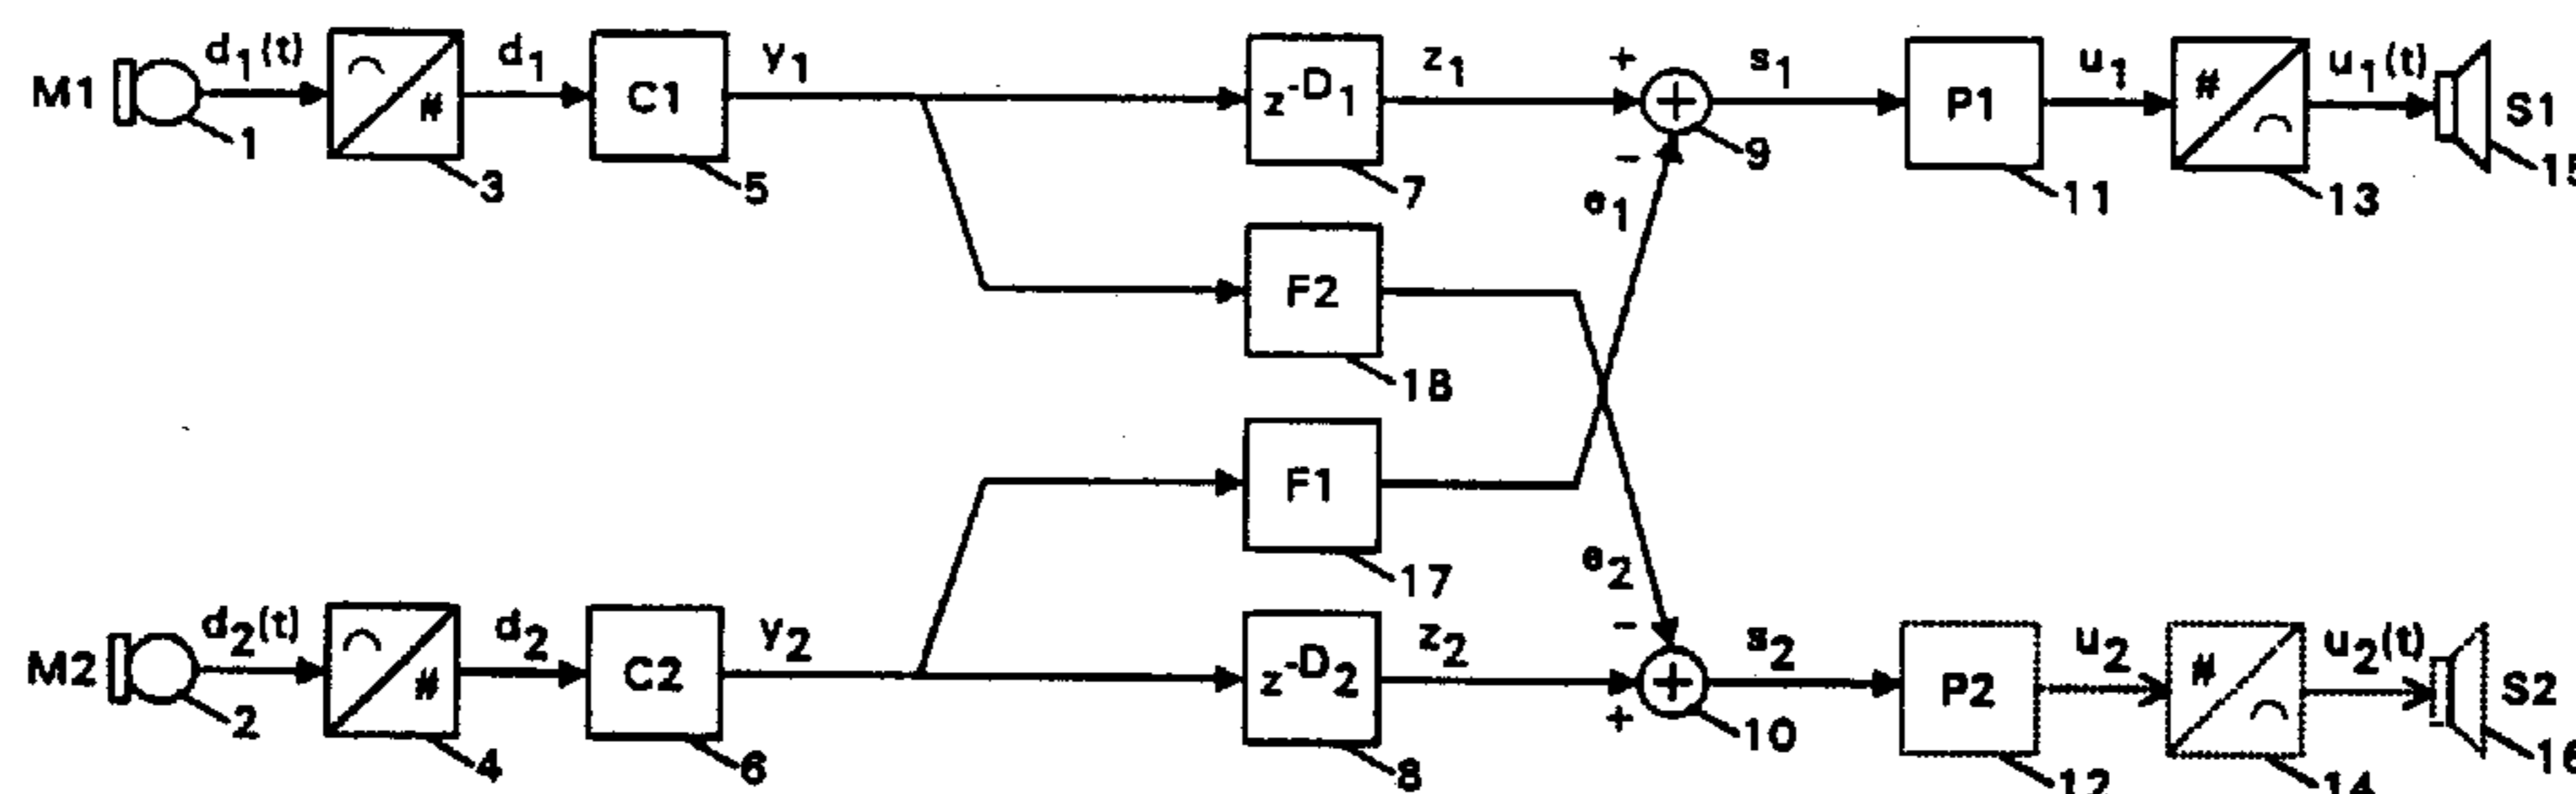 M1 d1(t) # d1 C1 y1 z-D1 z1 + - s1 P1 u1 # u1(t) S1
1 3 5 7 9 11 13 15
e1
F2
18
F1
17
e2
M2 d2(t) # d2 C2 y2 z-D2 z2 - + s2 P2 u2 # u2(t) S2
2 4 6 8 10 12 14 16